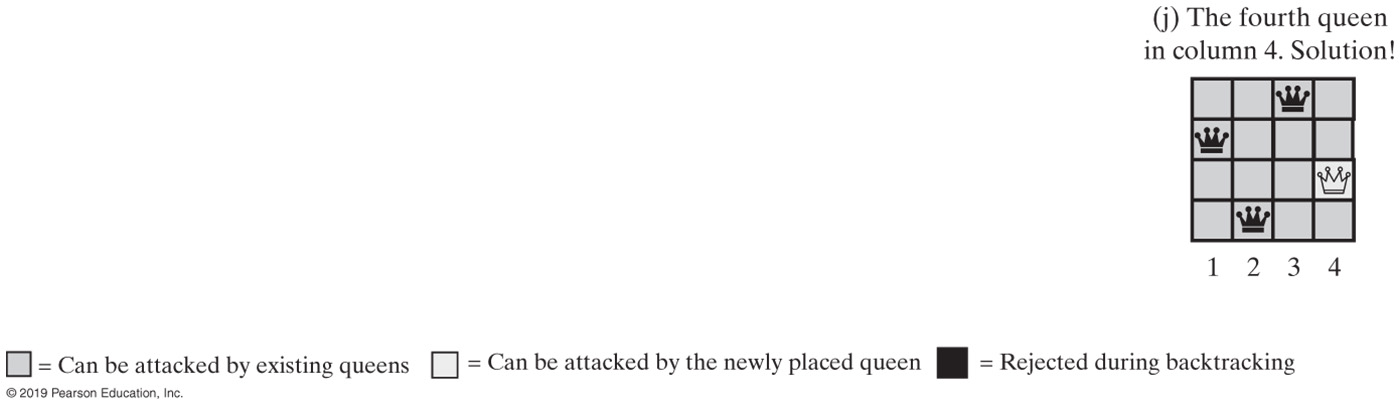 (j) The fourth queen
in column 4. Solution!
1 2 3 4
= Can be attacked by existing queens = Can be attacked by the newly placed queen = Rejected during backtracking
© 2019 Pearson Education, Inc.